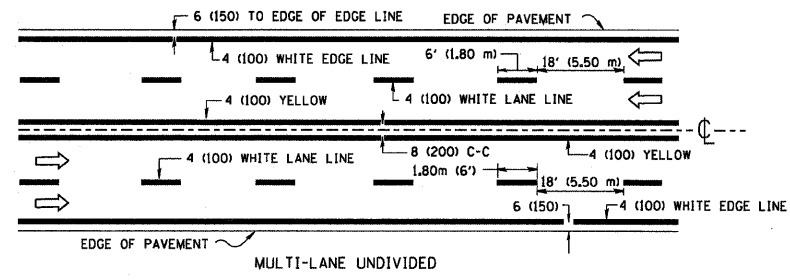 6 (150) TO EDGE OF EDGE LINE
EDGE OF PAVEMENT
4 (100) WHITE EDGE LINE
6' (1.80 m)
18' (5.50 m)
4 (100) YELLOW
4 (100) WHITE LANE LINE
℄
4 (100) WHITE LANE LINE
8 (200) C-C
4 (100) YELLOW
1.80m (6')
18' (5.50 m)
6 (150)
4 (100) WHITE EDGE LINE
EDGE OF PAVEMENT
MULTI-LANE UNDIVIDED